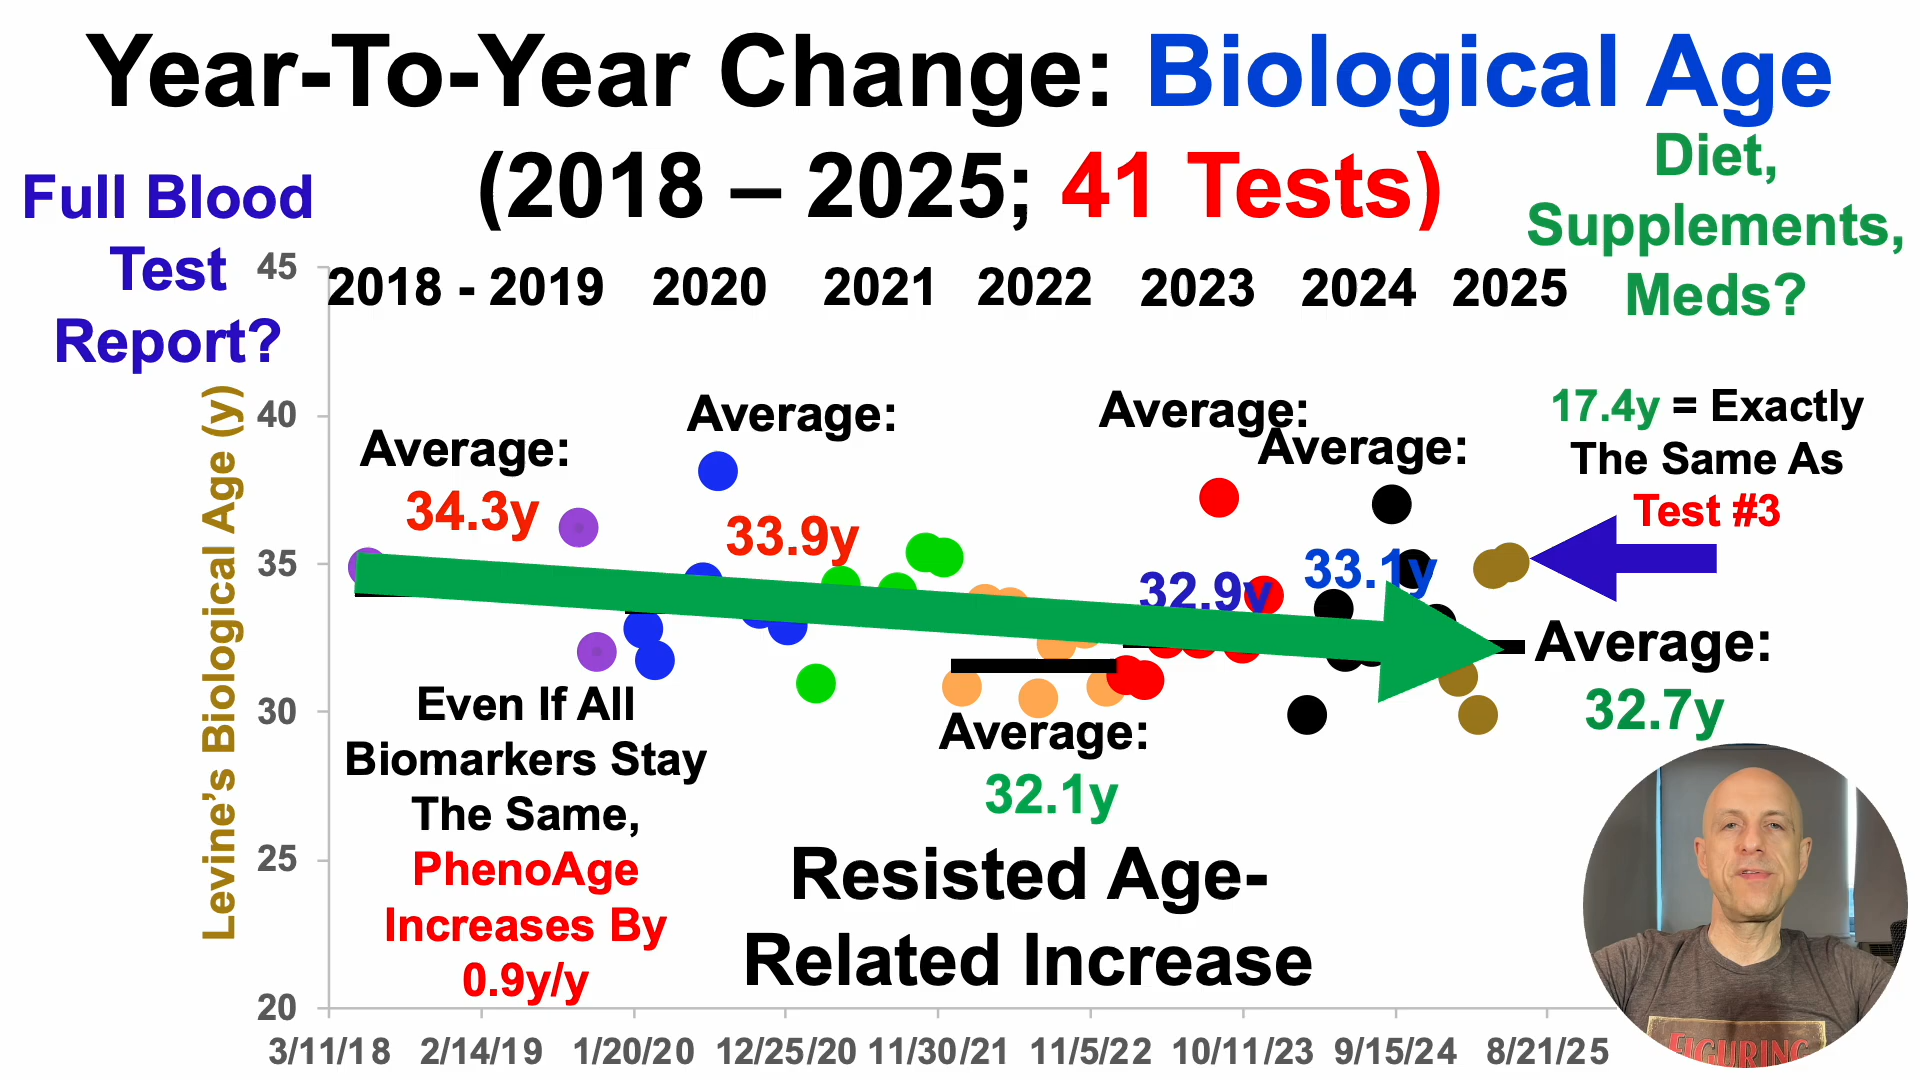 Year-To-Year Change: Biological Age
(2018 – 2025; 41 Tests)
Full Blood
Test
Report?
Diet,
Supplements,
Meds?
2018 - 2019
2020
2021
2022
2023
2024
2025
Levine's Biological Age (y)
45
40
35
30
25
20
Average:
34.3y
Average:
33.9y
Average:
32.1y
Average:
32.9y
Average:
33.1y
17.4y = Exactly
The Same As
Test #3
Average:
32.7y
Even If All
Biomarkers Stay
The Same,
PhenoAge
Increases By
0.9y/y
Resisted Age-
Related Increase
3/11/18
2/14/19
1/20/20
12/25/20
11/30/21
11/5/22
10/11/23
9/15/24
8/21/25
FIGURING